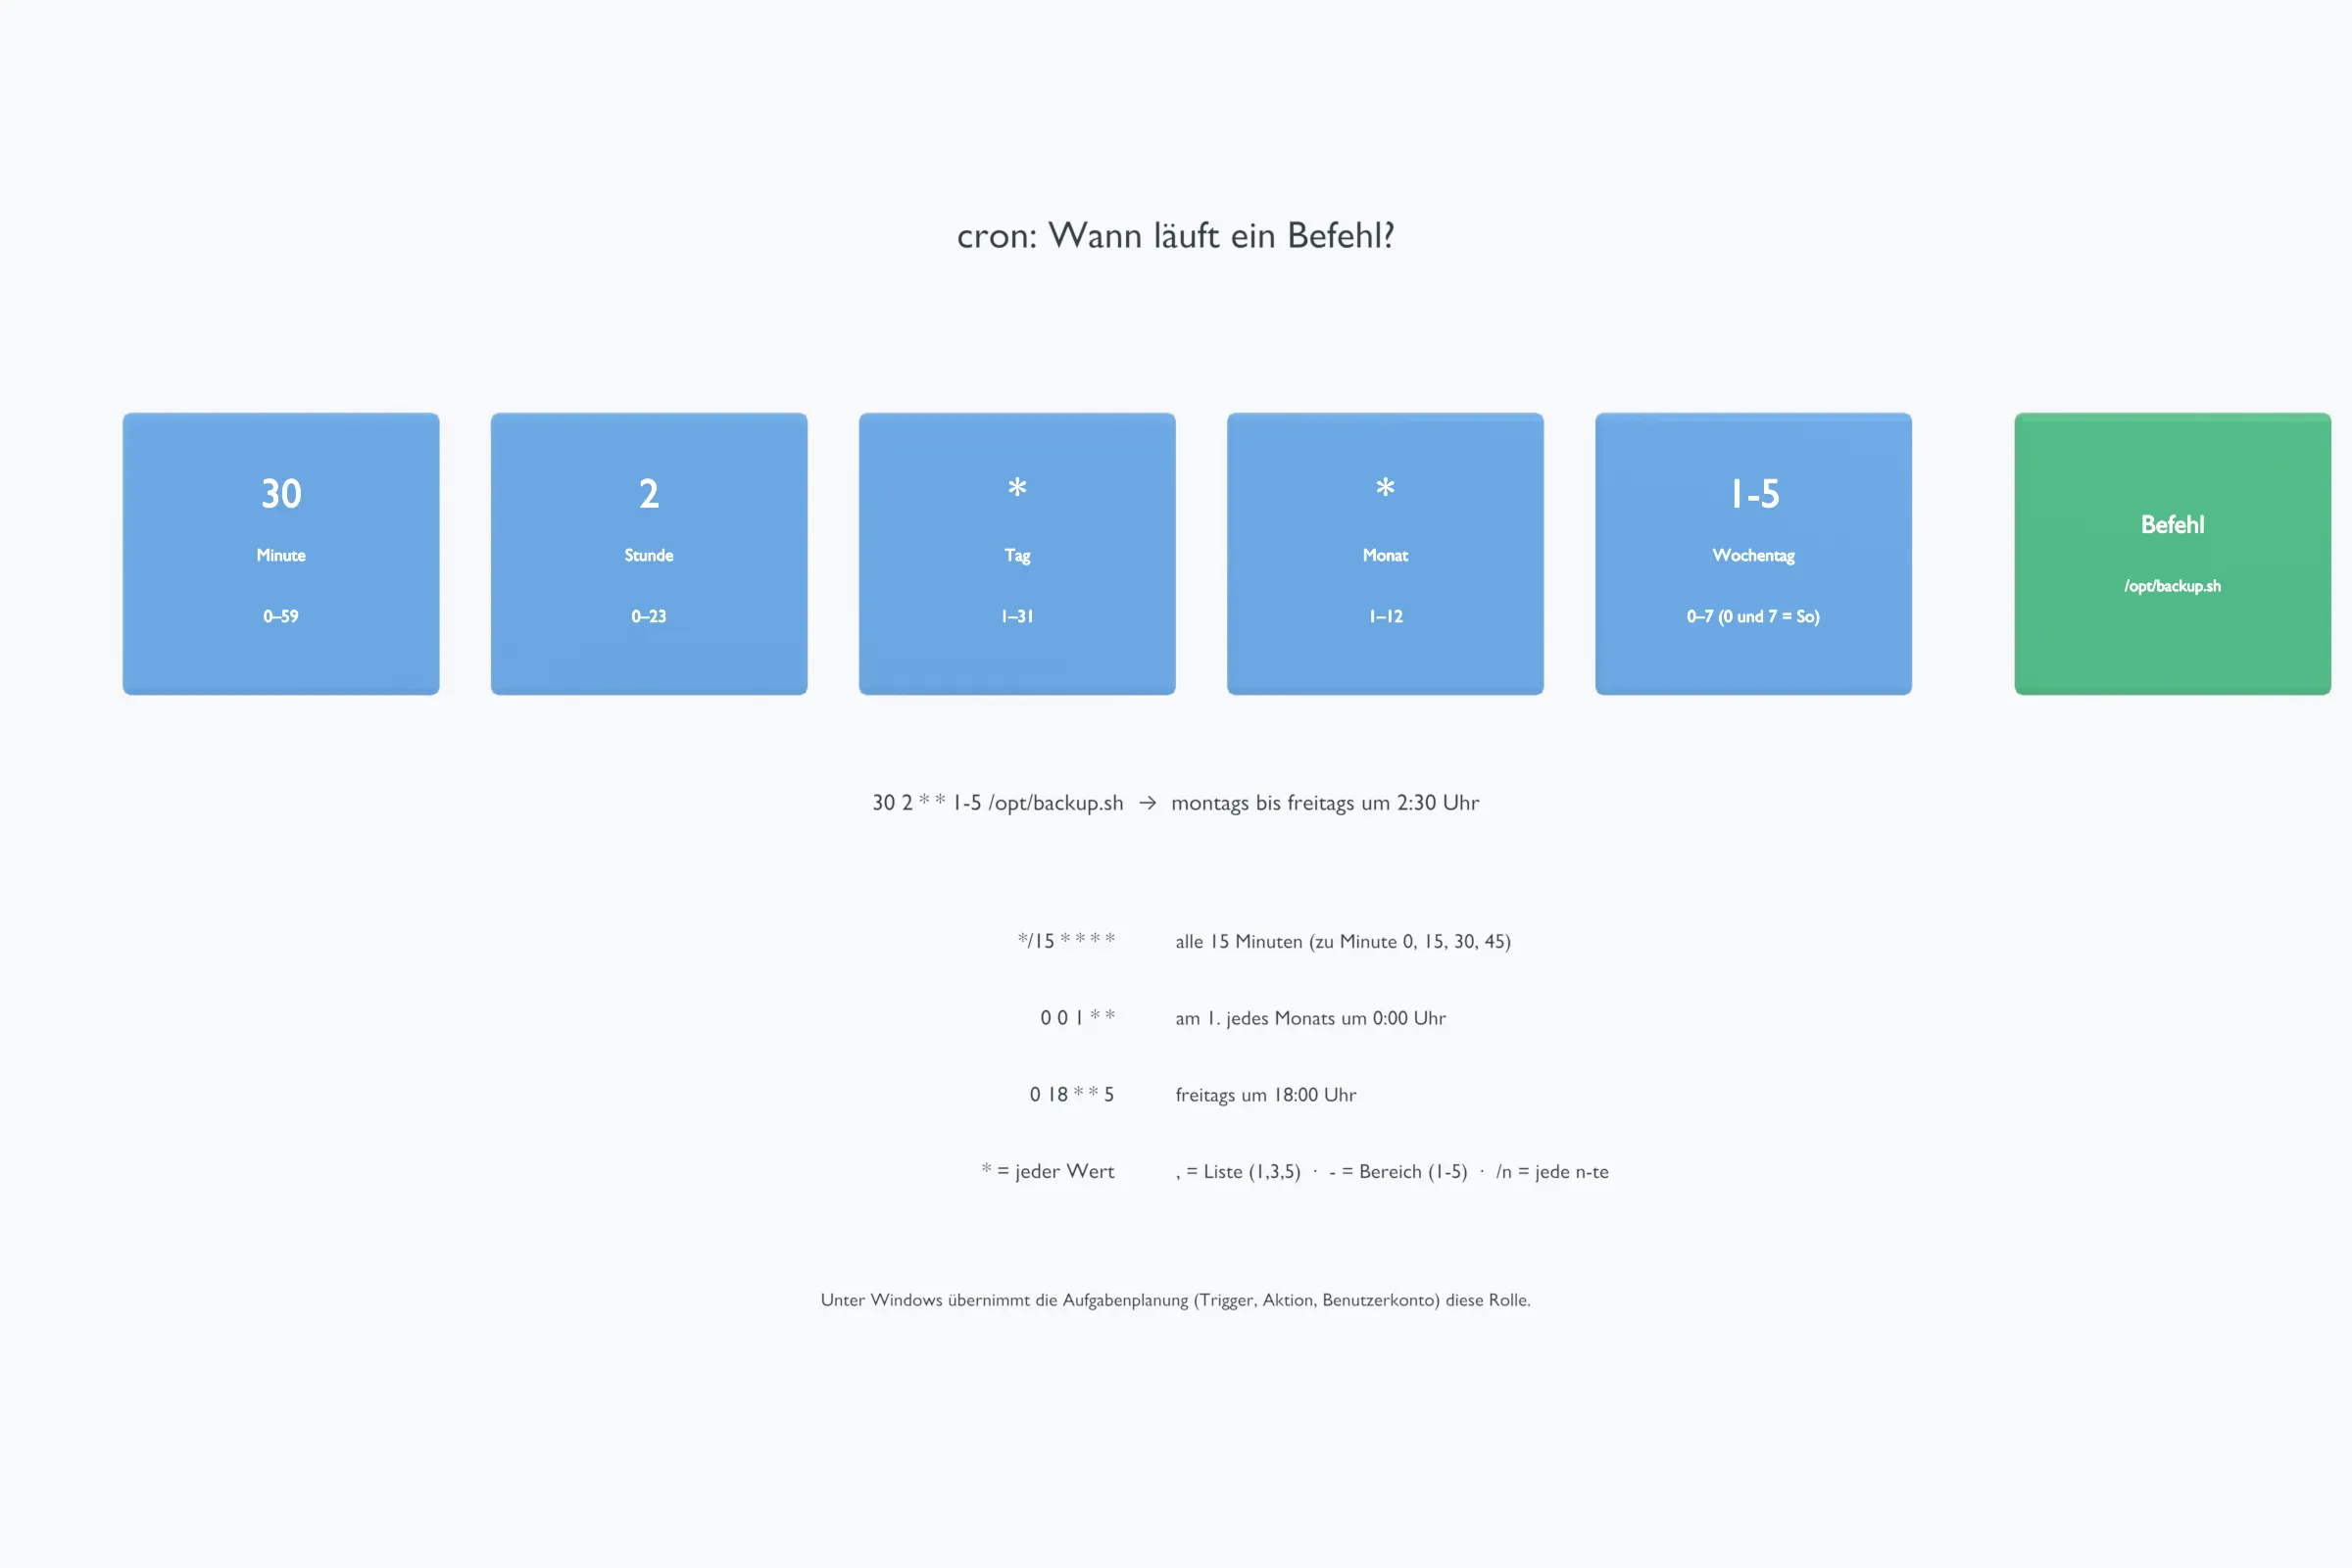 cron: Wann läuft ein Befehl?
30 2 * * 1-5 Befehl
Minute Stunde Tag Monat Wochentag /opt/backup.sh
0–59 0–23 1–31 1–12 0–7 (0 und 7 = So)
30 2 * * 1-5 /opt/backup.sh → montags bis freitags um 2:30 Uhr
*/15 * * * * alle 15 Minuten (zu Minute 0, 15, 30, 45)
0 0 1 * * am 1. jedes Monats um 0:00 Uhr
0 18 * * 5 freitags um 18:00 Uhr
* = jeder Wert , = Liste (1,3,5) · - = Bereich (1-5) · /n = jede n-te
Unter Windows übernimmt die Aufgabenplanung (Trigger, Aktion, Benutzerkonto) diese Rolle.